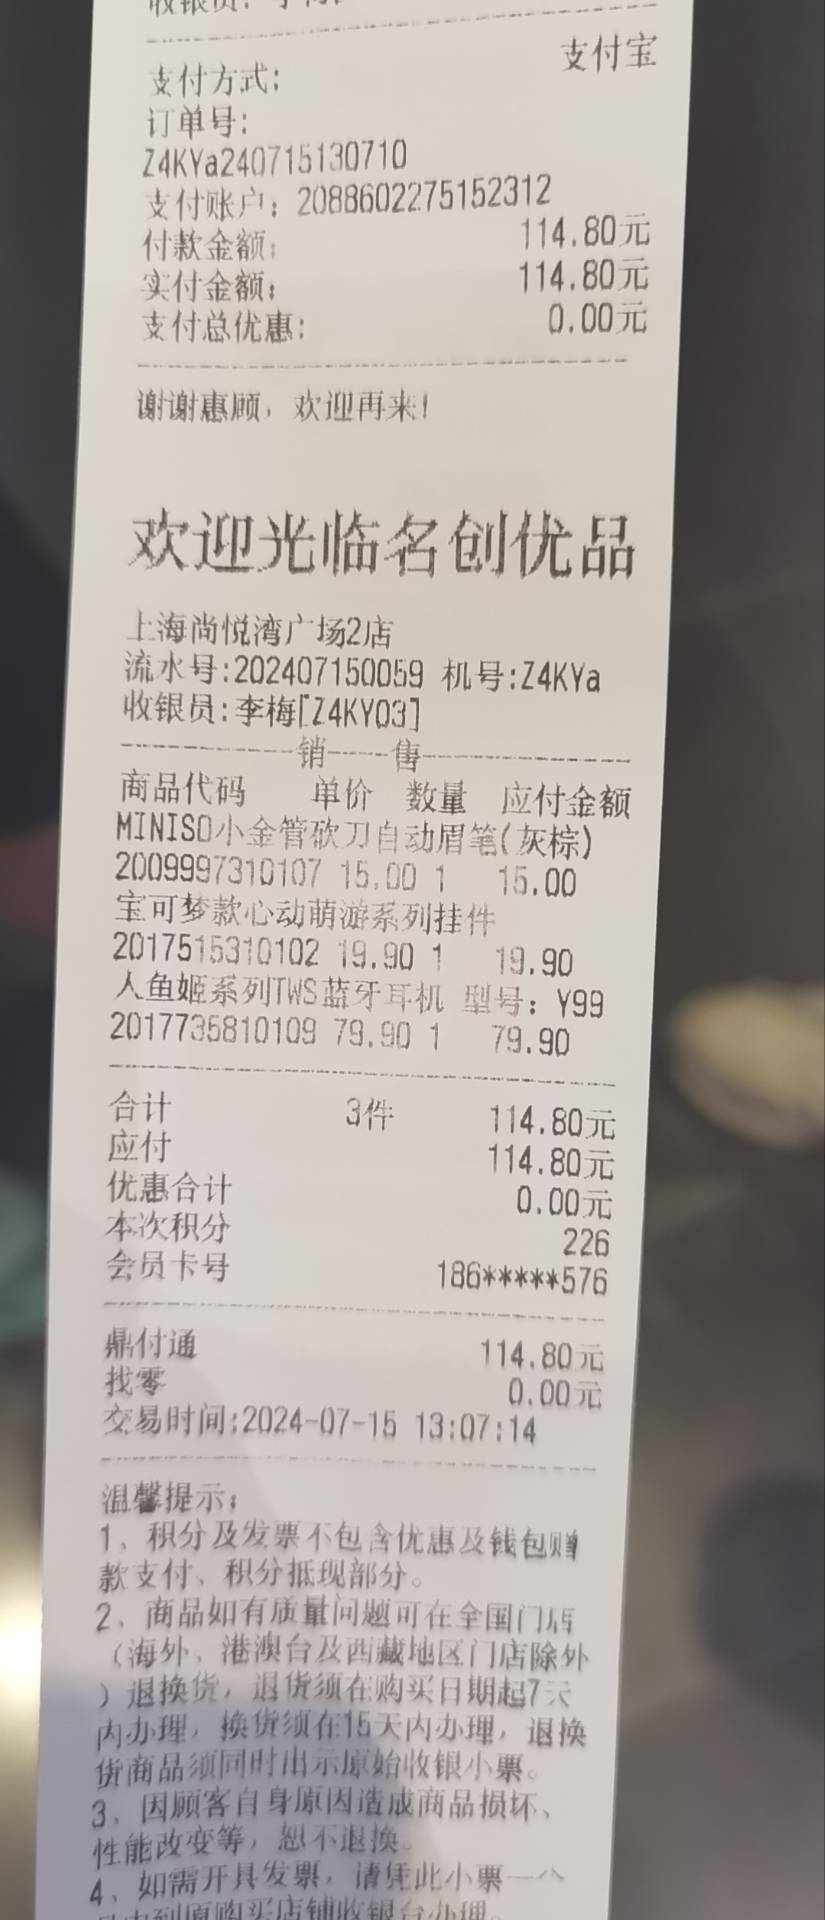 支付方式: 支付宝
订单号:
Z4KYa240715130710
支付账户: 2088602275152312
付款金额: 114.80元
实付金额: 114.80元
支付总优惠: 0.00元
谢谢惠顾，欢迎再来!
欢迎光临名创优品
上海尚悦湾广场2店
流水号:202407150059 机号:Z4KYa
收银员:李梅[Z4KY03]
销 售
商品代码 单价 数量 应付金额
MINISO小金管砍刀自动眉笔(灰棕)
2009997310107 15.00 1 15.00
宝可梦款心动萌游系列挂件
2017515310102 19.90 1 19.90
人鱼姬系列TWS蓝牙耳机 型号: Y99
2017735810109 79.90 1 79.90
合计 3件 114.80元
应付 114.80元
优惠合计 0.00元
本次积分 226
会员卡号 186*****576
鼎付通 114.80元
找零 0.00元
交易时间:2024-07-15 13:07:14
温馨提示:
1、积分及发票不包含优惠及钱包赠
款支付、积分抵现部分。
2、商品如有质量问题可在全国门店
（海外、港澳台及西藏地区门店除外
）退换货，退货须在购买日期起7天
内办理，换货须在15天内办理，退换
货商品须同时出示原始收银小票。
3、因顾客自身原因造成商品损坏、
性能改变等，恕不退换。
4、如需开具发票，请凭此小票一个
月内到原购买店铺收银台办理。